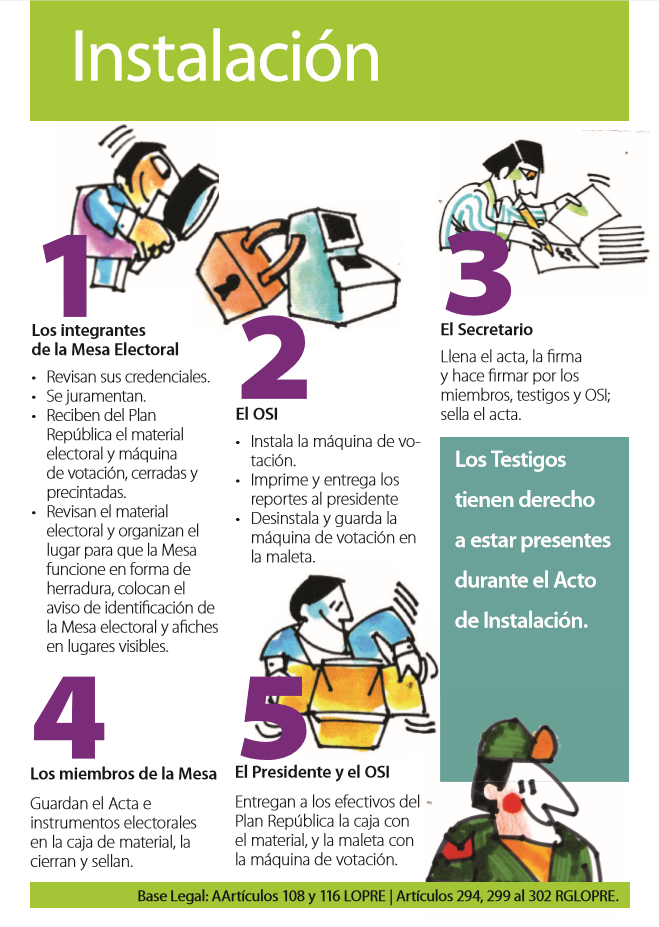 Instalación
1
Los integrantes
de la Mesa Electoral
• Revisan sus credenciales.
• Se juramentan.
• Reciben del Plan
República el material
electoral y máquina
de votación, cerradas y
precintadas.
• Revisan el material
electoral y organizan el
lugar para que la Mesa
funcione en forma de
herradura, colocan el
aviso de identificación de
la Mesa electoral y afiches
en lugares visibles.
2
El OSI
• Instala la máquina de vo-
tación.
• Imprime y entrega los
reportes al presidente
• Desinstala y guarda la
máquina de votación en
la maleta.
3
El Secretario
Llena el acta, la firma
y hace firmar por los
miembros, testigos y OSI;
sella el acta.
Los Testigos
tienen derecho
a estar presentes
durante el Acto
de Instalación.
4
Los miembros de la Mesa
Guardan el Acta e
instrumentos electorales
en la caja de material, la
cierran y sellan.
5
El Presidente y el OSI
Entregan a los efectivos del
Plan República la caja con
el material, y la maleta con
la máquina de votación.
Base Legal: AArtículos 108 y 116 LOPRE | Artículos 294, 299 al 302 RGLOPRE.